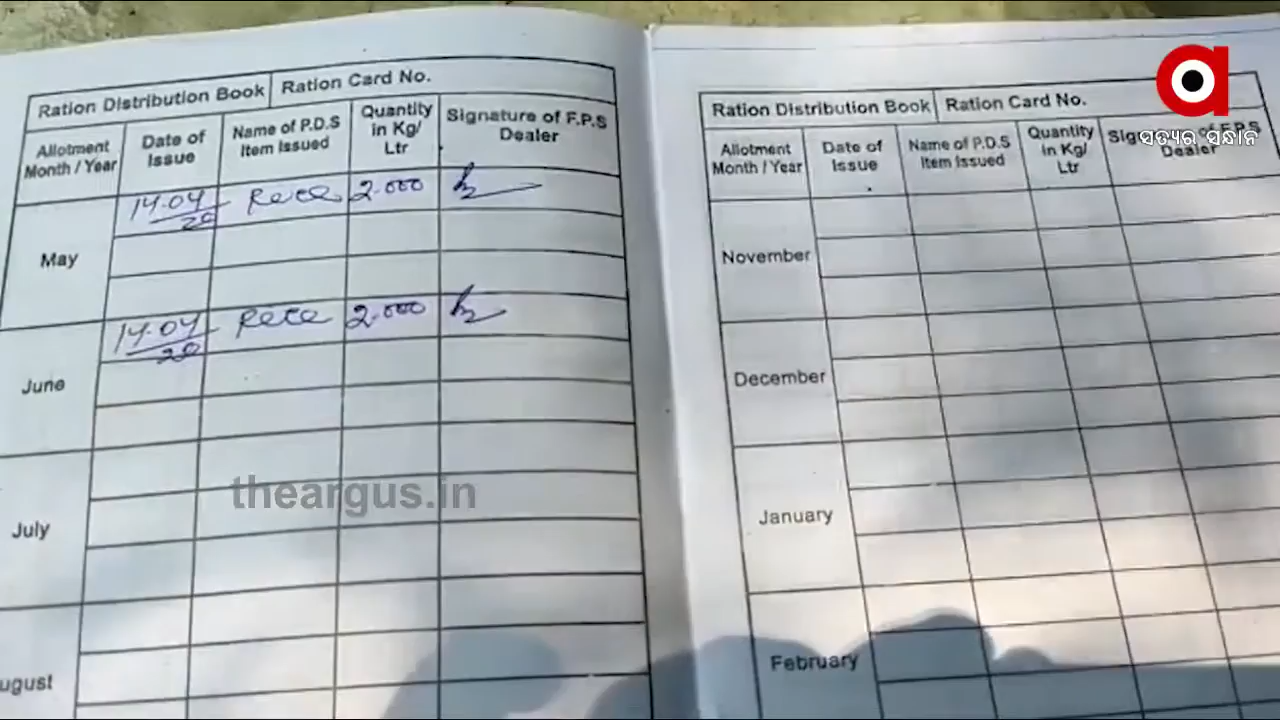 Ration Distribution Book Ration Card No.
Allotment Month / Year Date of Issue Name of P.D.S Item Issued Quantity in Kg/ Ltr Signature of F.P.S Dealer
May 14.04 20 Rice 2.000
June 14.04 20 Rice 2.000
July
ugust
theargus.in
Ration Distribution Book Ration Card No.
Allotment Month / Year Date of Issue Name of P.D.S Item Issued Quantity in Kg/ Ltr Signature of F.P.S Dealer
November
December
January
February
a
ସତ୍ୟର ସନ୍ଧାନ